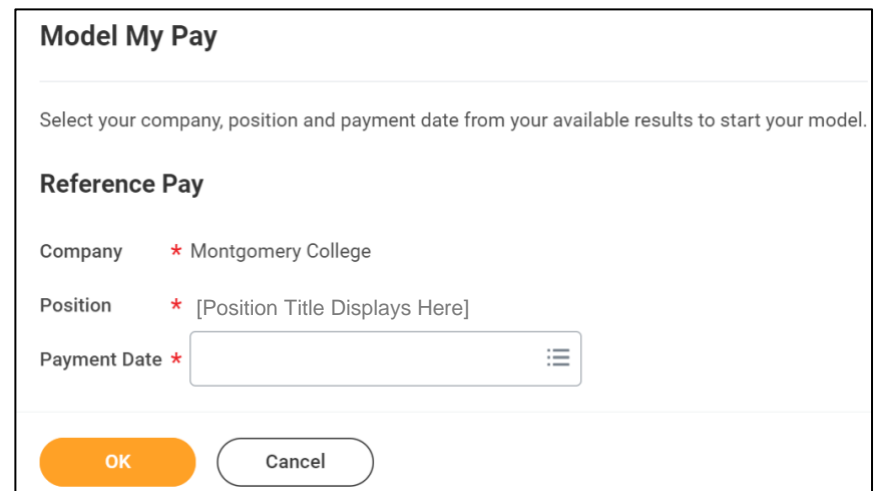 Model My Pay
Select your company, position and payment date from your available results to start your model.
Reference Pay
Company * Montgomery College
Position * [Position Title Displays Here]
Payment Date *
OK Cancel